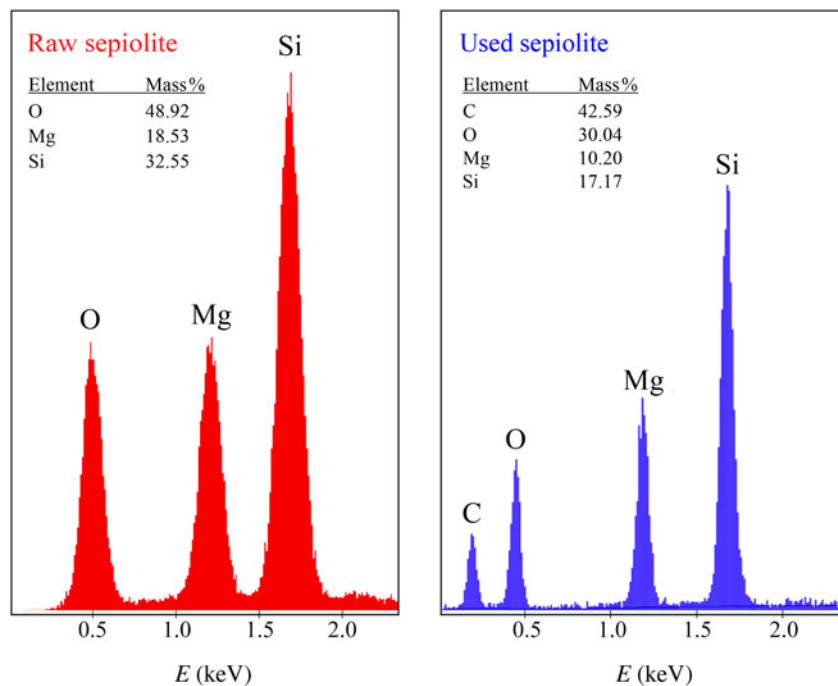 Raw sepiolite
Element Mass%
O 48.92
Mg 18.53
Si 32.55
Si
O
Mg
0.5 1.0 1.5 2.0
E (keV)
Used sepiolite
Element Mass%
C 42.59
O 30.04
Mg 10.20
Si 17.17
Si
Mg
O
C
0.5 1.0 1.5 2.0
E (keV)